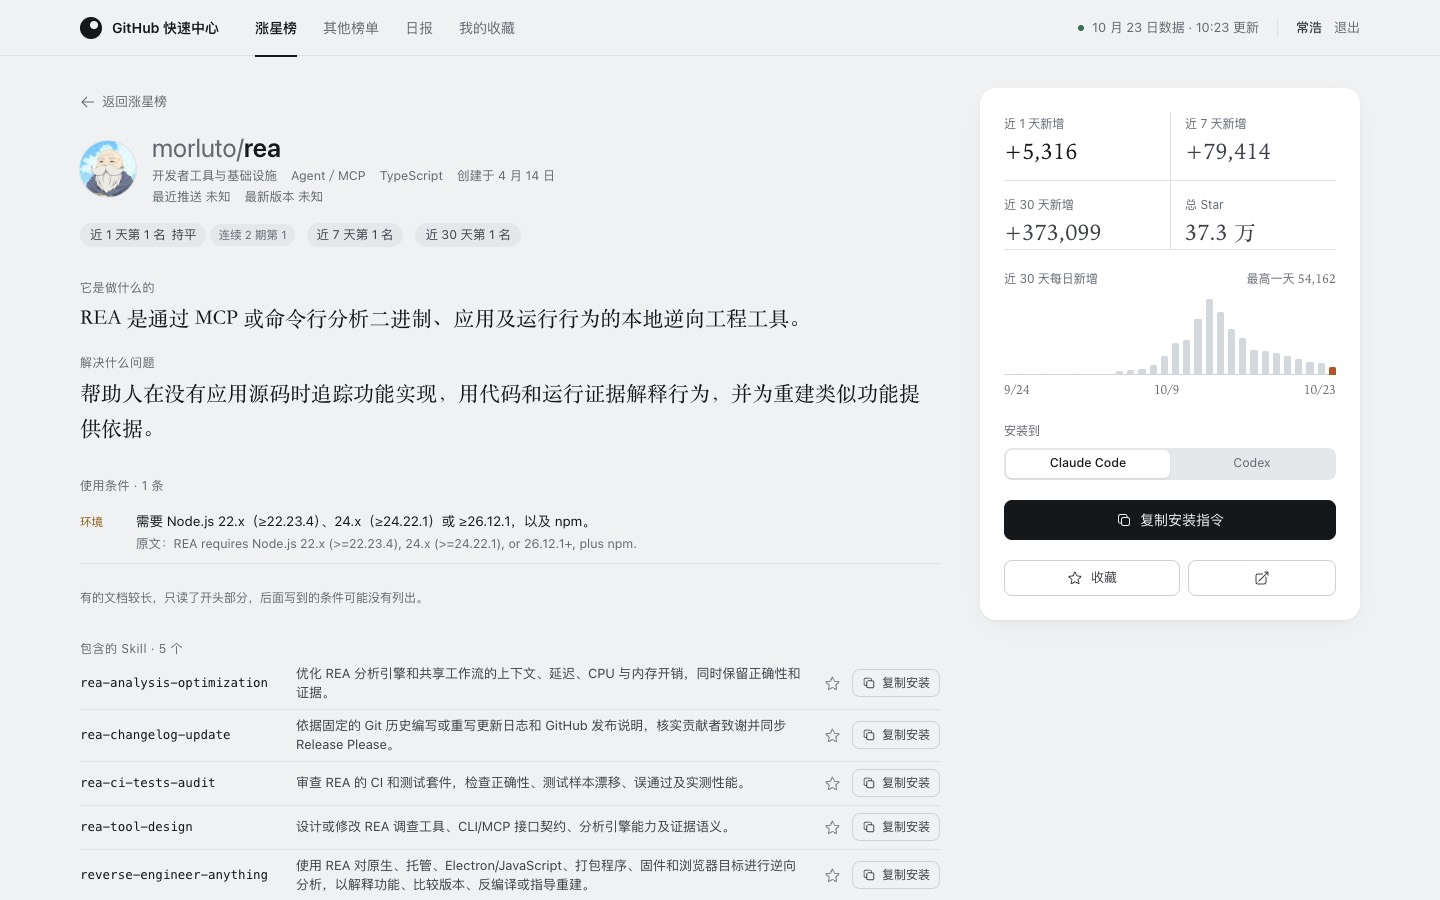 GitHub 快速中心 涨星榜 其他榜单 日报 我的收藏 10 月 23 日数据 · 10:23 更新 常浩 退出
返回涨星榜
morluto/rea
开发者工具与基础设施 Agent / MCP TypeScript 创建于 4 月 14 日
最近推送 未知 最新版本 未知
近 1 天第 1 名 持平 连续 2 期第 1 近 7 天第 1 名 近 30 天第 1 名
它是做什么的
REA 是通过 MCP 或命令行分析二进制、应用及运行行为的本地逆向工程工具。
解决什么问题
帮助人在没有应用源码时追踪功能实现，用代码和运行证据解释行为，并为重建类似功能提
供依据。
使用条件 · 1 条
环境 需要 Node.js 22.x（≥22.23.4）、24.x（≥24.22.1）或 ≥26.12.1，以及 npm。
原文：REA requires Node.js 22.x (>=22.23.4), 24.x (>=24.22.1), or 26.12.1+, plus npm.
有的文档较长，只读了开头部分，后面写到的条件可能没有列出。
包含的 Skill · 5 个
rea-analysis-optimization 优化 REA 分析引擎和共享工作流的上下文、延迟、CPU 与内存开销，同时保留正确性和
证据。 复制安装
rea-changelog-update 依据固定的 Git 历史编写或重写更新日志和 GitHub 发布说明，核实贡献者致谢并同步
Release Please。 复制安装
rea-ci-tests-audit 审查 REA 的 CI 和测试套件，检查正确性、测试样本漂移、误通过及实测性能。 复制安装
rea-tool-design 设计或修改 REA 调查工具、CLI/MCP 接口契约、分析引擎能力及证据语义。 复制安装
reverse-engineer-anything 使用 REA 对原生、托管、Electron/JavaScript、打包程序、固件和浏览器目标进行逆向
分析，以解释功能、比较版本、反编译或指导重建。 复制安装
近 1 天新增 近 7 天新增
+5,316 +79,414
近 30 天新增 总 Star
+373,099 37.3 万
近 30 天每日新增 最高一天 54,162
9/24 10/9 10/23
安装到
Claude Code Codex
复制安装指令
收藏